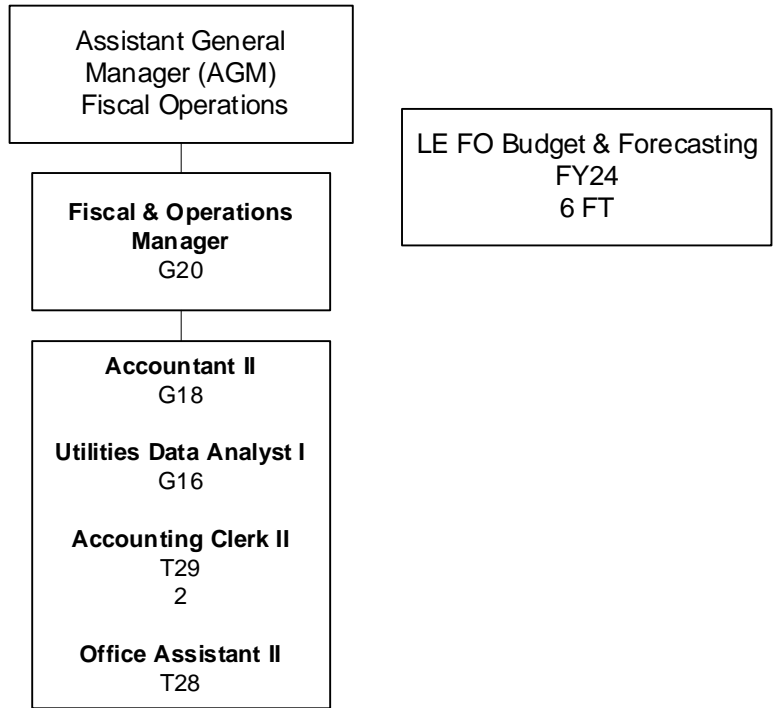 Assistant General
Manager (AGM)
Fiscal Operations
LE FO Budget & Forecasting
FY24
6 FT
Fiscal & Operations
Manager
G20
Accountant II
G18
Utilities Data Analyst I
G16
Accounting Clerk II
T29
2
Office Assistant II
T28